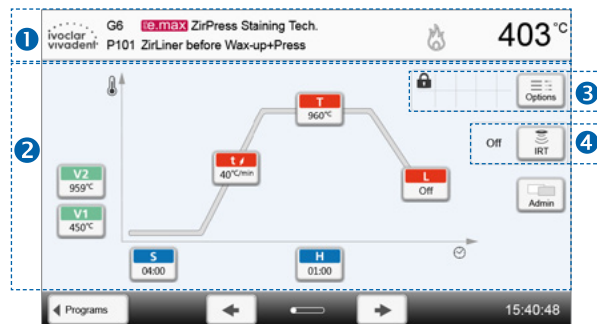 1
ivoclar
vivadent
G6 IPS e.max ZirPress Staining Tech.
P101 ZirLiner before Wax-up+Press
403°C
2
3
Options
4
Off
IRT
Admin
T
960°C
t
40°C/min
L
Off
V2
959°C
V1
450°C
S
04:00
H
01:00
Programs
15:40:48